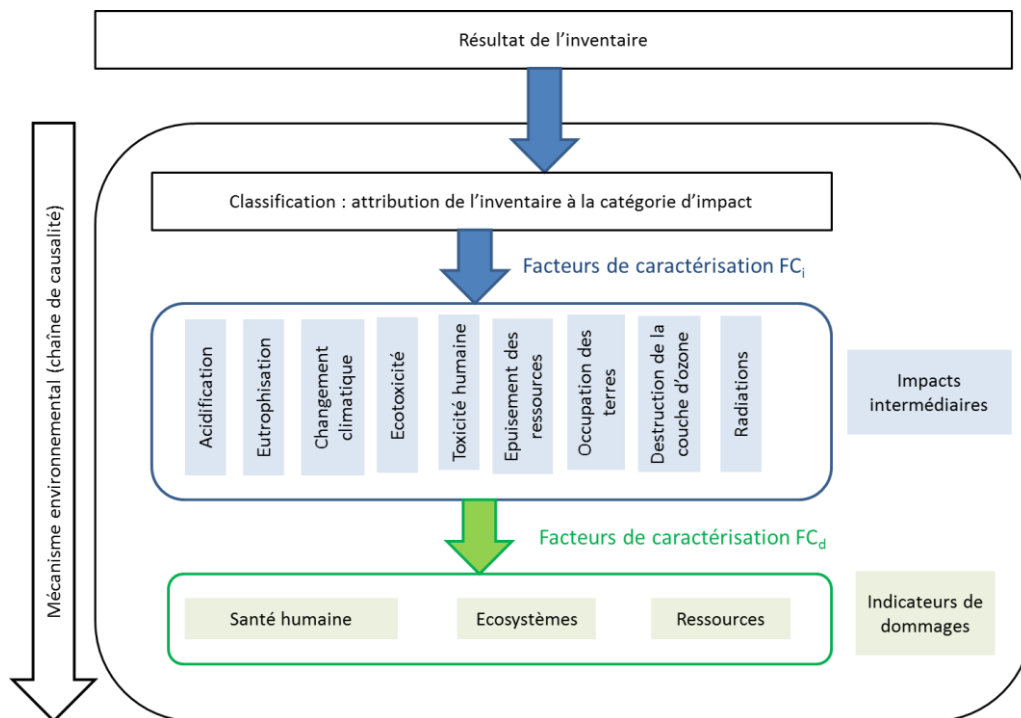 Résultat de l’inventaire
Mécanisme environnemental (chaîne de causalité)
Classification : attribution de l’inventaire à la catégorie d’impact
Facteurs de caractérisation FCi
Acidification
Eutrophisation
Changement
climatique
Ecotoxicité
Toxicité humaine
Epuisement des
ressources
Occupation des
terres
Destruction de la
couche d’ozone
Radiations
Impacts
intermédiaires
Facteurs de caractérisation FCd
Santé humaine
Ecosystèmes
Ressources
Indicateurs de
dommages